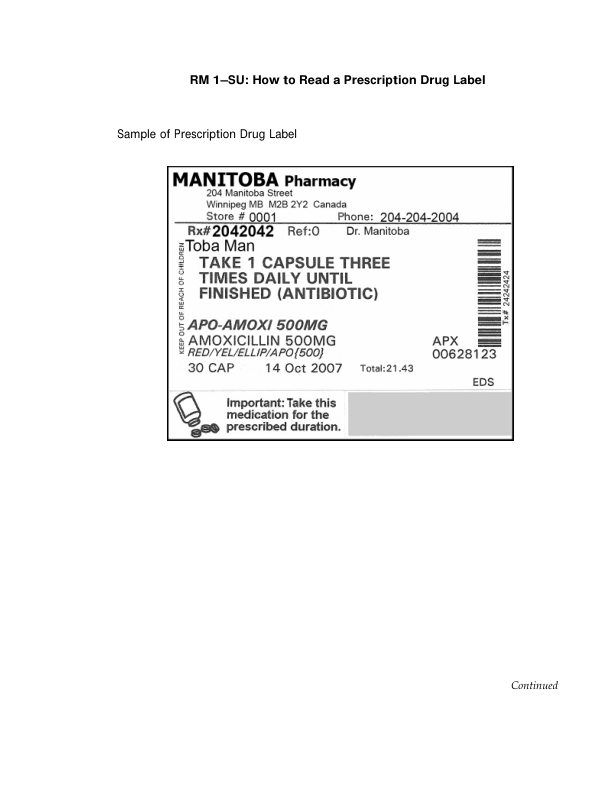 RM 1–SU: How to Read a Prescription Drug Label
Sample of Prescription Drug Label
MANITOBA Pharmacy
204 Manitoba Street
Winnipeg MB M2B 2Y2 Canada
Store # 0001 Phone: 204-204-2004
Rx#2042042 Ref:0 Dr. Manitoba
Toba Man
KEEP OUT OF REACH OF CHILDREN
TAKE 1 CAPSULE THREE
TIMES DAILY UNTIL
FINISHED (ANTIBIOTIC)
Tx# 24242424
APO-AMOXI 500MG
AMOXICILLIN 500MG APX
RED/YEL/ELLIP/APO{500} 00628123
30 CAP 14 Oct 2007 Total:21.43
EDS
Important: Take this
medication for the
prescribed duration.
Continued